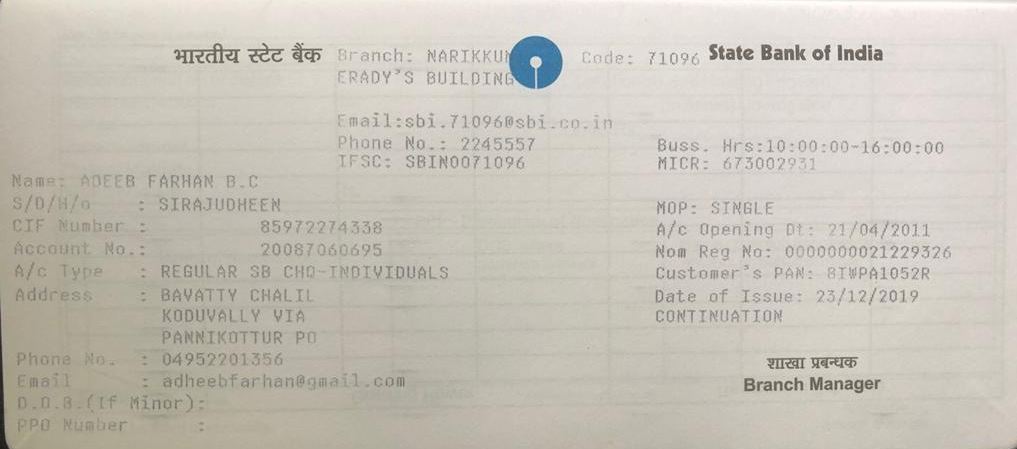 भारतीय स्टेट बैंक Branch: NARIKKU Code: 71096 State Bank of India
ERADY'S BUILDING
Email:sbi.71096@sbi.co.in
Phone No.: 2245557 Buss. Hrs:10:00:00-16:00:00
IFSC: SBIN0071096 MICR: 673002931
Name: ADEEB FARHAN B.C
S/D/H/o : SIRAJUDHEEN MOP: SINGLE
CIF Number : 85972274338 A/c Opening Dt: 21/04/2011
Account No.: 20087060695 Nom Reg No: 0000000021229326
A/c Type : REGULAR SB CHQ-INDIVIDUALS Customer's PAN: BIWPA1052R
Address : BAVATTY CHALIL Date of Issue: 23/12/2019
KODUVALLY VIA CONTINUATION
PANNIKOTTUR PO
Phone No. : 04952201356 शाखा प्रबन्धक
Email : adheebfarhan@gmail.com Branch Manager
D.O.B.(If Minor):
PPO Number :